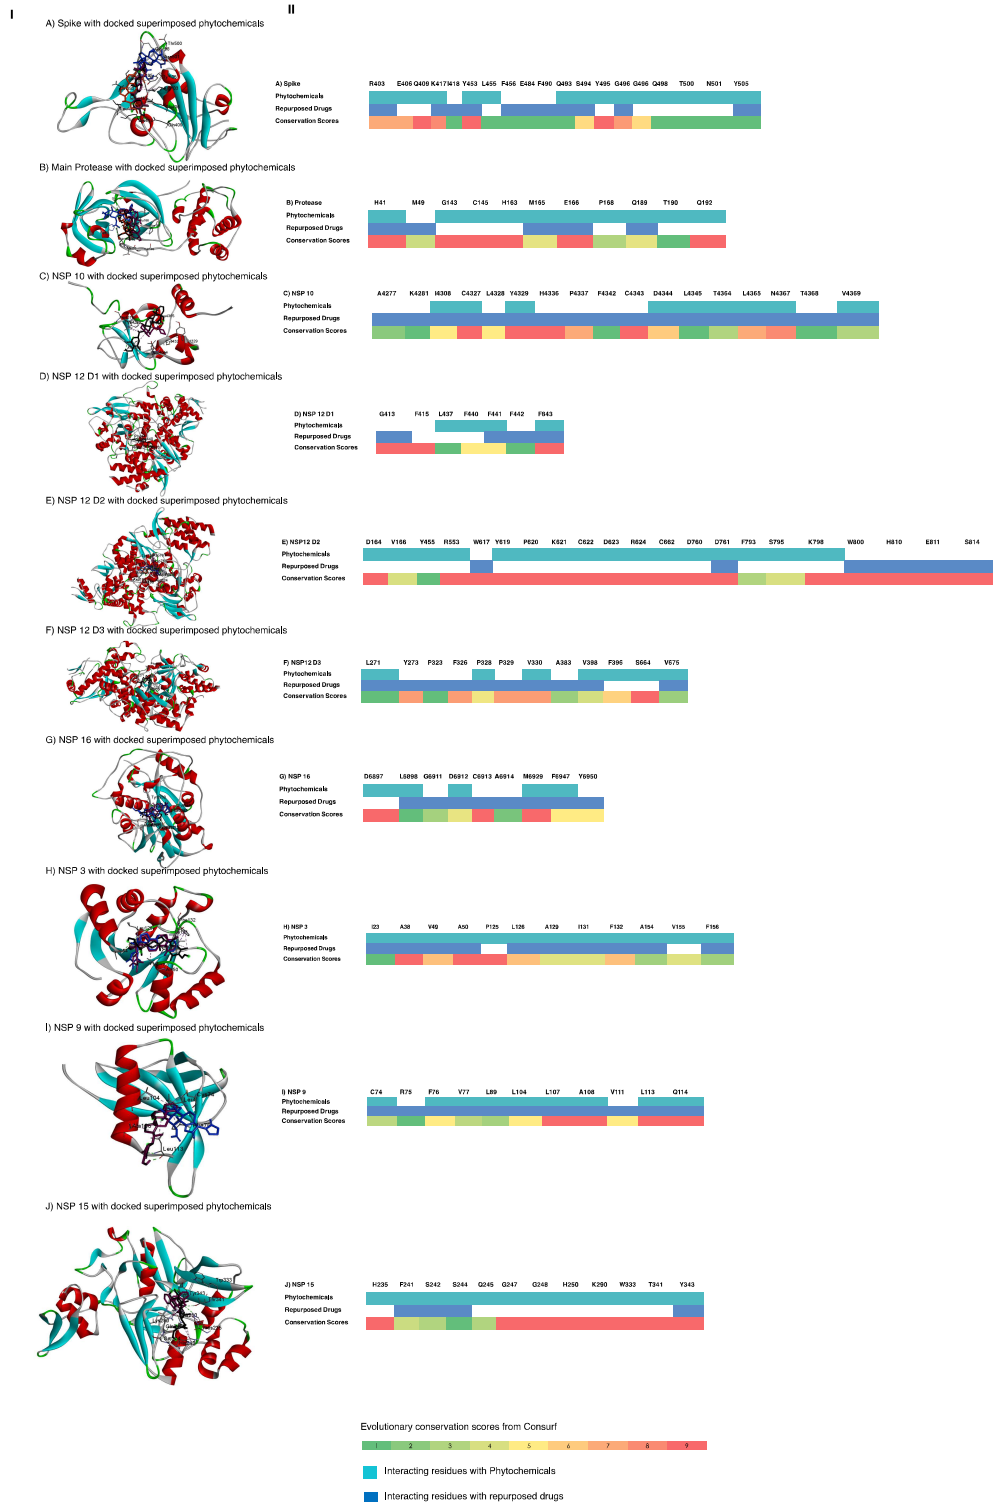 I
II
A) Spike with docked superimposed phytochemicals
A) Spike
R403 E406 Q409 K417 I418 Y453 L455 F456 E484 F490 Q493 S494 Y495 G496 G496 Q498 T500 N501 Y505
Phytochemicals
Repurposed Drugs
Conservation Scores
B) Main Protease with docked superimposed phytochemicals
B) Protease
H41 M49 G143 C145 H163 M165 E166 P168 Q189 T190 Q192
Phytochemicals
Repurposed Drugs
Conservation Scores
C) NSP 10 with docked superimposed phytochemicals
C) NSP 10
A4277 K4281 I4308 C4327 L4328 Y4329 H4336 P4337 F4342 C4343 D4344 L4345 T4364 L4365 N4367 T4368 V4369
Phytochemicals
Repurposed Drugs
Conservation Scores
D) NSP 12 D1 with docked superimposed phytochemicals
D) NSP 12 D1
G413 F415 L437 F440 F441 F442 F843
Phytochemicals
Repurposed Drugs
Conservation Scores
E) NSP 12 D2 with docked superimposed phytochemicals
E) NSP12 D2
D164 V166 Y455 R553 W617 Y619 P620 K621 C622 D623 R624 C662 D760 D761 F793 S795 K798 W800 H810 E811 S814
Phytochemicals
Repurposed Drugs
Conservation Scores
F) NSP 12 D3 with docked superimposed phytochemicals
F) NSP12 D3
L271 Y273 P323 F326 P328 P329 V330 A383 V398 F396 S664 V675
Phytochemicals
Repurposed Drugs
Conservation Scores
G) NSP 16 with docked superimposed phytochemicals
G) NSP 16
D6897 L6898 G6911 D6912 C6913 A6914 M6929 F6947 Y6950
Phytochemicals
Repurposed Drugs
Conservation Scores
H) NSP 3 with docked superimposed phytochemicals
H) NSP 3
I23 A38 V49 A50 P125 L126 A129 I131 F132 A154 V155 F156
Phytochemicals
Repurposed Drugs
Conservation Scores
I) NSP 9 with docked superimposed phytochemicals
I) NSP 9
C74 R75 F76 V77 L89 L104 L107 A108 V111 L113 Q114
Phytochemicals
Repurposed Drugs
Conservation Scores
J) NSP 15 with docked superimposed phytochemicals
J) NSP 15
H235 F241 S242 S244 Q245 G247 G248 H250 K290 W333 T341 Y343
Phytochemicals
Repurposed Drugs
Conservation Scores
Evolutionary conservation scores from Consurf
1 2 3 4 5 6 7 8 9
Interacting residues with Phytochemicals
Interacting residues with repurposed drugs